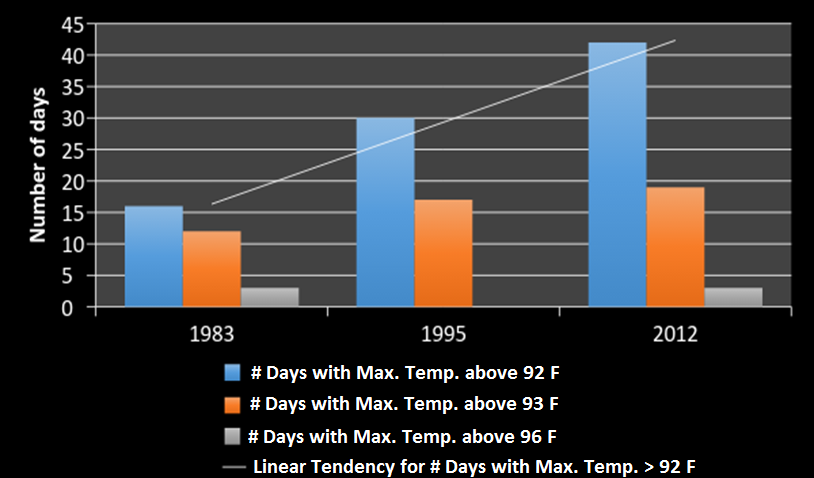 45
40
35
30
25
20
15
10
5
0
Number of days
1983 1995 2012
# Days with Max. Temp. above 92 F
# Days with Max. Temp. above 93 F
# Days with Max. Temp. above 96 F
Linear Tendency for # Days with Max. Temp. > 92 F